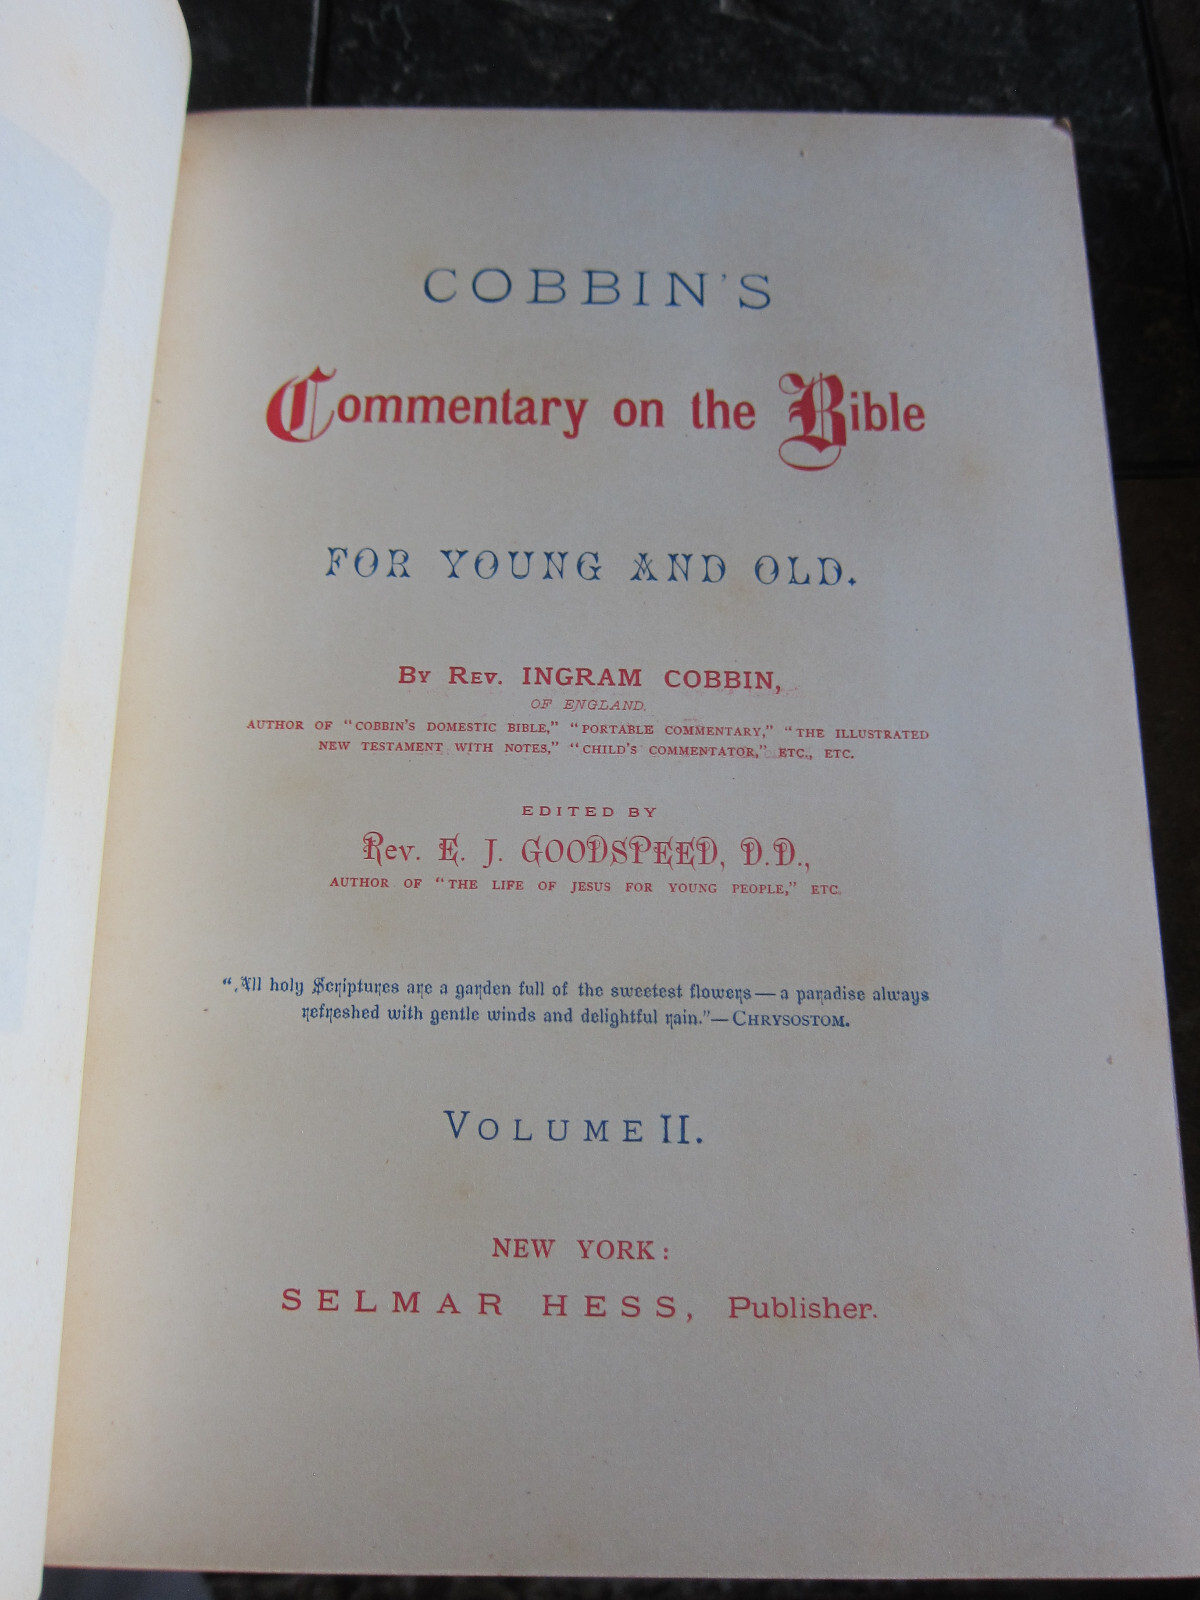 COBBIN'S
Commentary on the Bible
FOR YOUNG AND OLD.
BY REV. INGRAM COBBIN,
OF ENGLAND,
AUTHOR OF "COBBIN'S DOMESTIC BIBLE," "PORTABLE COMMENTARY," "THE ILLUSTRATED
NEW TESTAMENT WITH NOTES," "CHILD'S COMMENTATOR," ETC., ETC.
EDITED BY
Rev. E. J. GOODSPEED, D.D.,
AUTHOR OF "THE LIFE OF JESUS FOR YOUNG PEOPLE," ETC.
"All holy Scriptures are a garden full of the sweetest flowers—a paradise always
refreshed with gentle winds and delightful rain."—CHRYSOSTOM.
VOLUME II.
NEW YORK:
SELMAR HESS, Publisher.